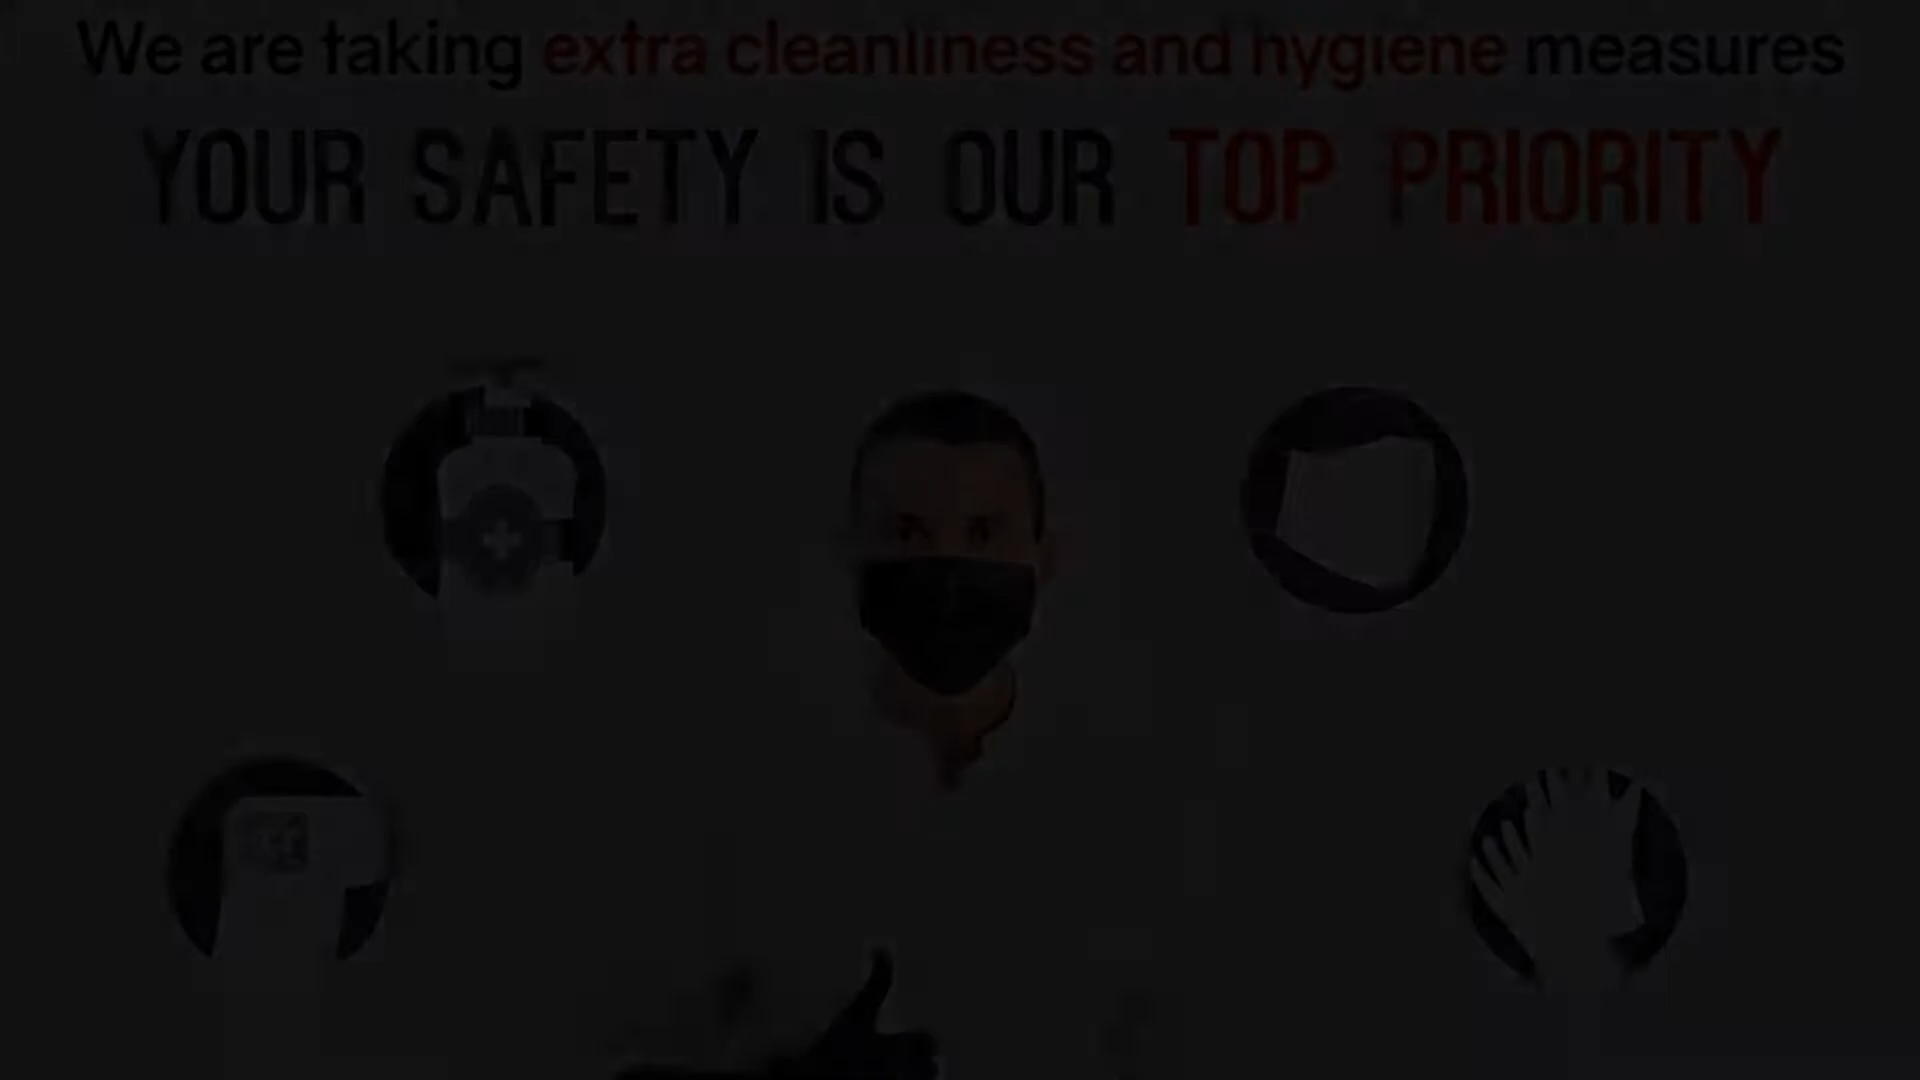 We are taking extra cleanliness and hygiene measures
YOUR SAFETY IS OUR TOP PRIORITY